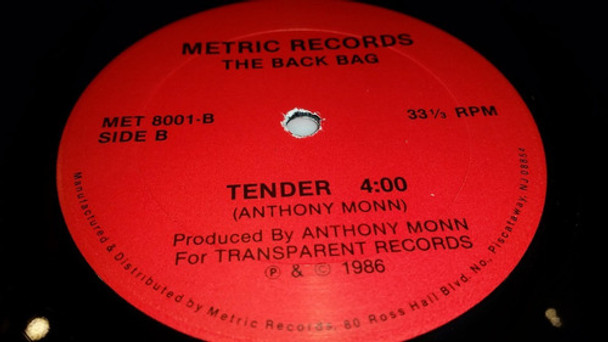 METRIC RECORDS
THE BACK BAG
MET 8001-B
SIDE B
33⅓ RPM
TENDER 4:00
(ANTHONY MONN)
Produced By ANTHONY MONN
For TRANSPARENT RECORDS
℗ & © 1986
Manufactured & Distributed by Metric Records, 80 Ross Hall Blvd. No., Piscataway, NJ 08854